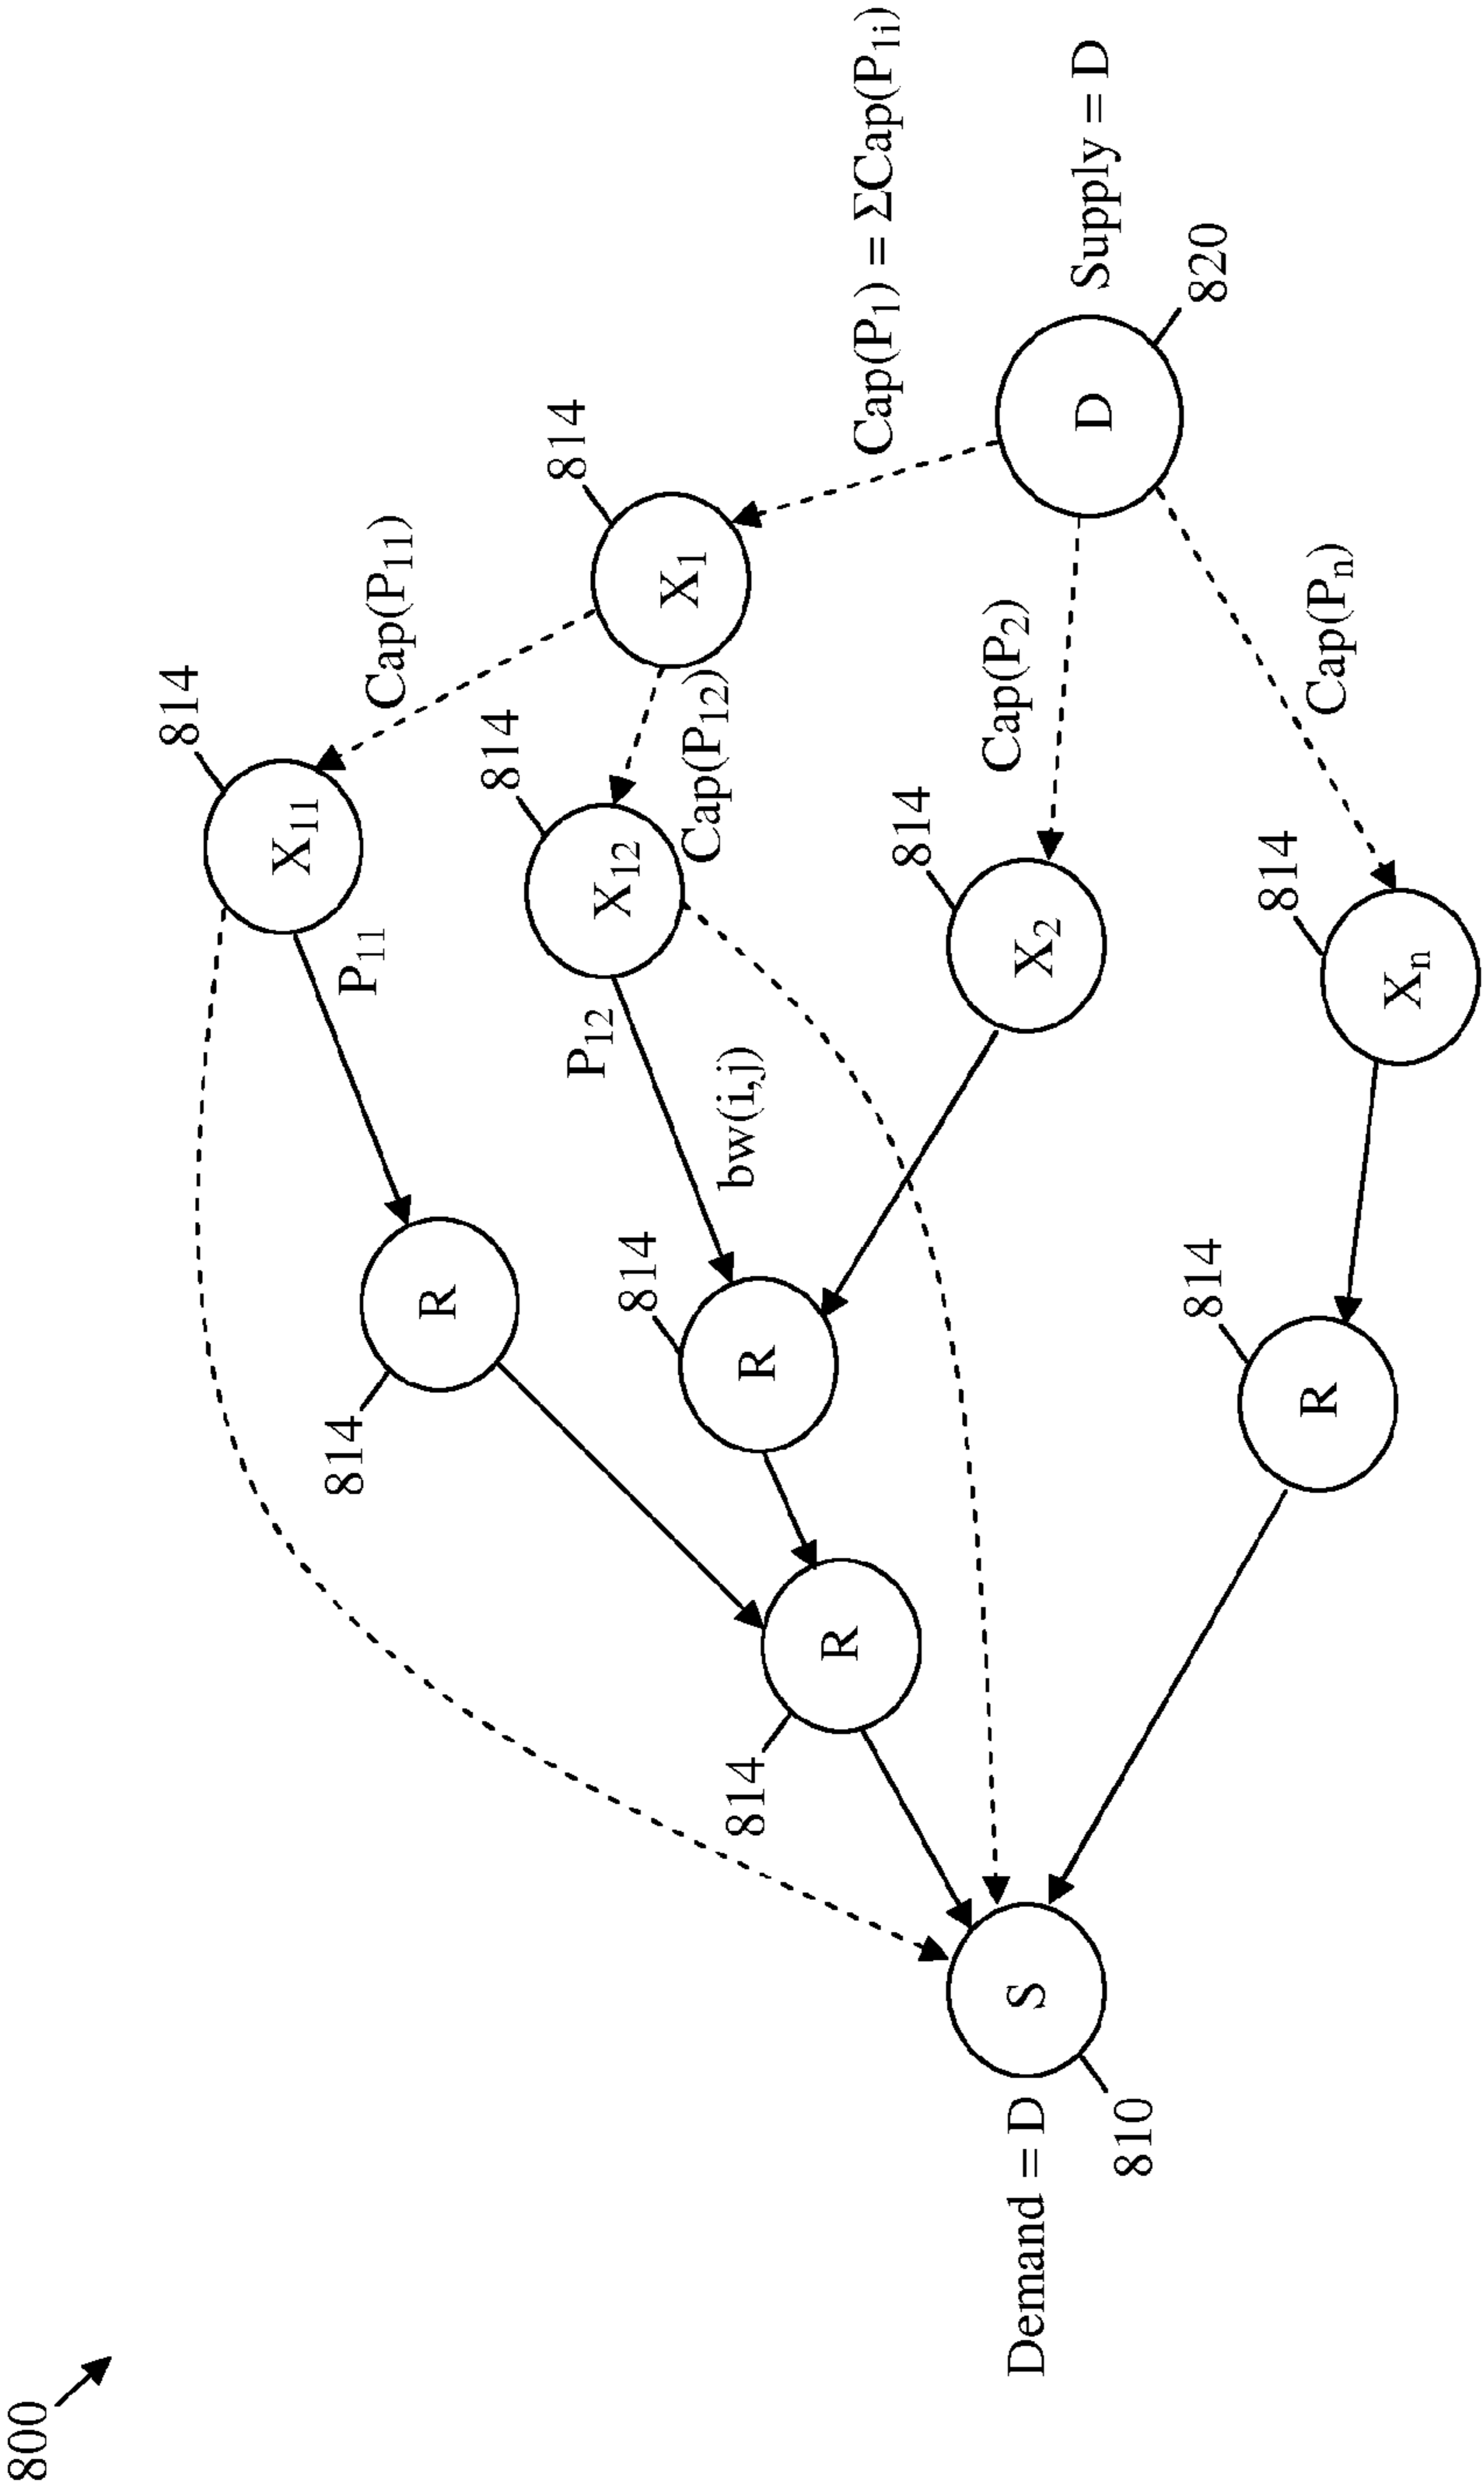 800
814
X₁₁
Cap(P₁₁)
P₁₁
814
R
814
X₁₂
Cap(P₁₂)
814
X₁
Cap(P₁) = ΣCap(P₁ᵢ)
P₁₂
bw(i,j)
814
R
814
R
814
X₂
Cap(P₂)
D
Supply = D
820
Demand = D
S
810
814
R
814
Xₙ
Cap(Pₙ)